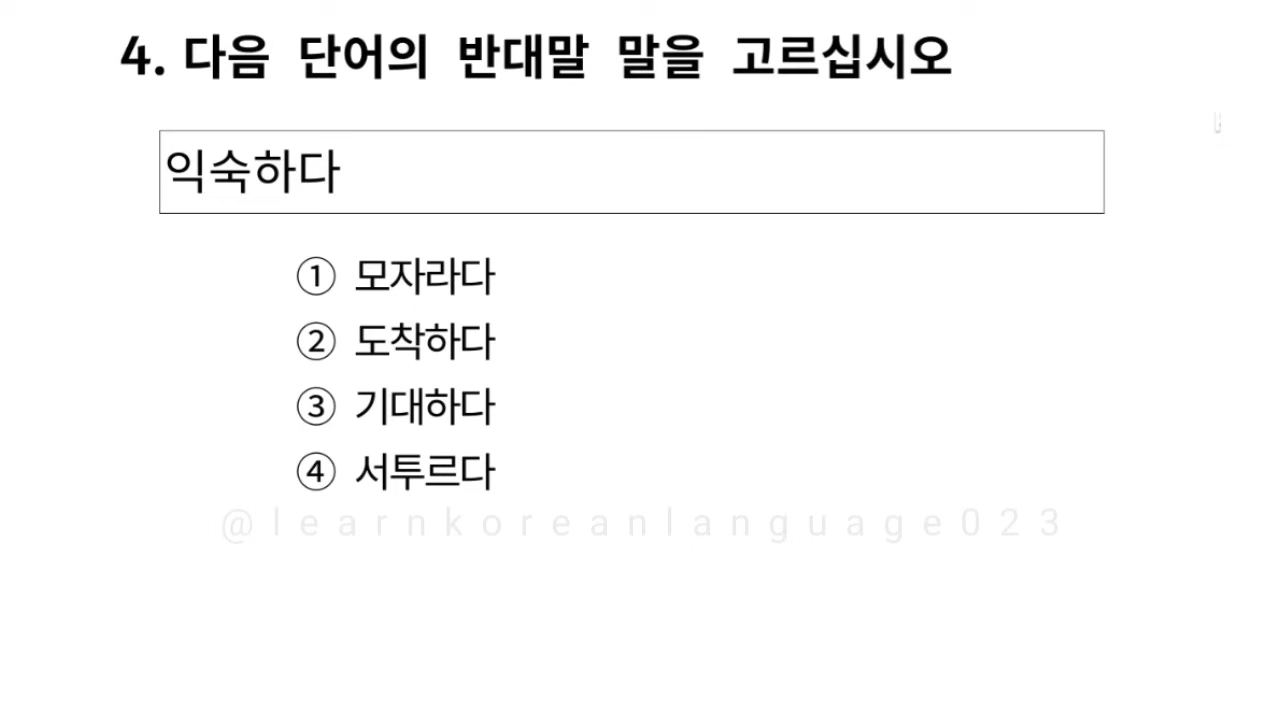 4. 다음 단어의 반대말 말을 고르십시오
익숙하다
① 모자라다
② 도착하다
③ 기대하다
④ 서투르다
@learnkoreanlanguage023